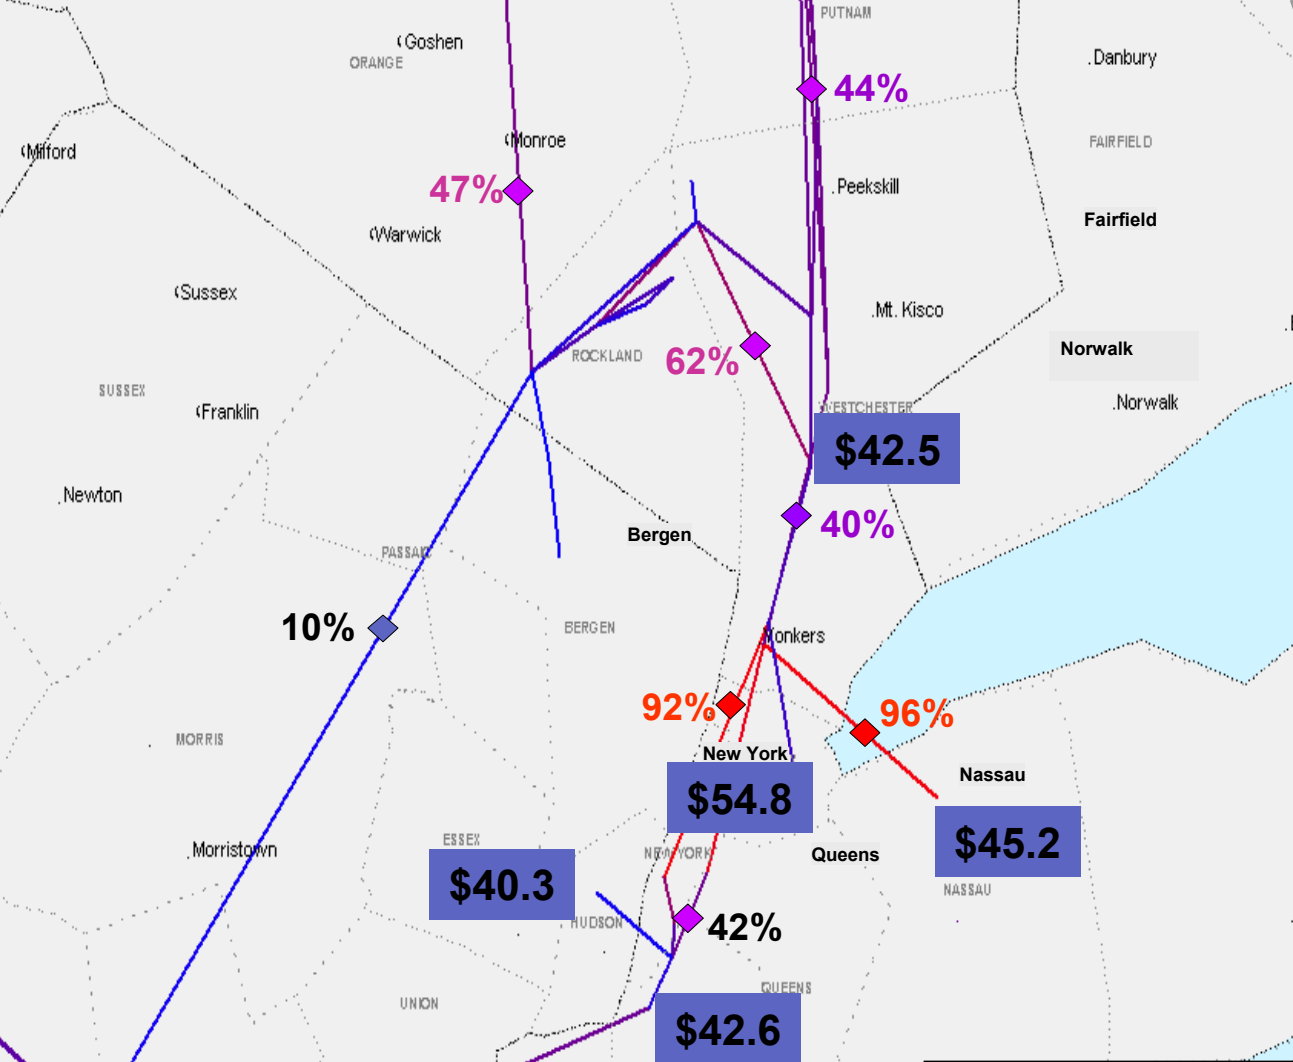 PUTNAM
Goshen
ORANGE
Danbury
44%
Monroe
FAIRFIELD
Milford
47%
Peekskill
Fairfield
Warwick
Sussex
Mt. Kisco
Norwalk
ROCKLAND
62%
SUSSEX
Franklin
WESTCHESTER
Norwalk
$42.5
Newton
40%
Bergen
PASSAIC
10%
BERGEN
Yonkers
92%
96%
MORRIS
New York
Nassau
$54.8
Morristown
ESSEX
NEW YORK
Queens
$45.2
$40.3
NASSAU
HUDSON
42%
QUEENS
UNION
$42.6